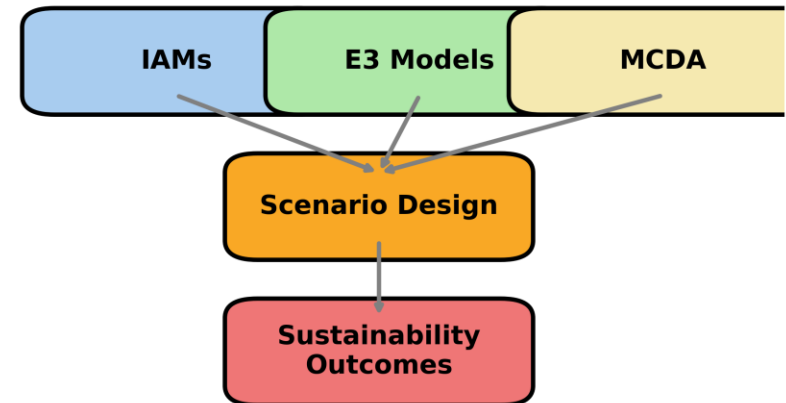 IAMs
E3 Models
MCDA
Scenario Design
Sustainability
Outcomes